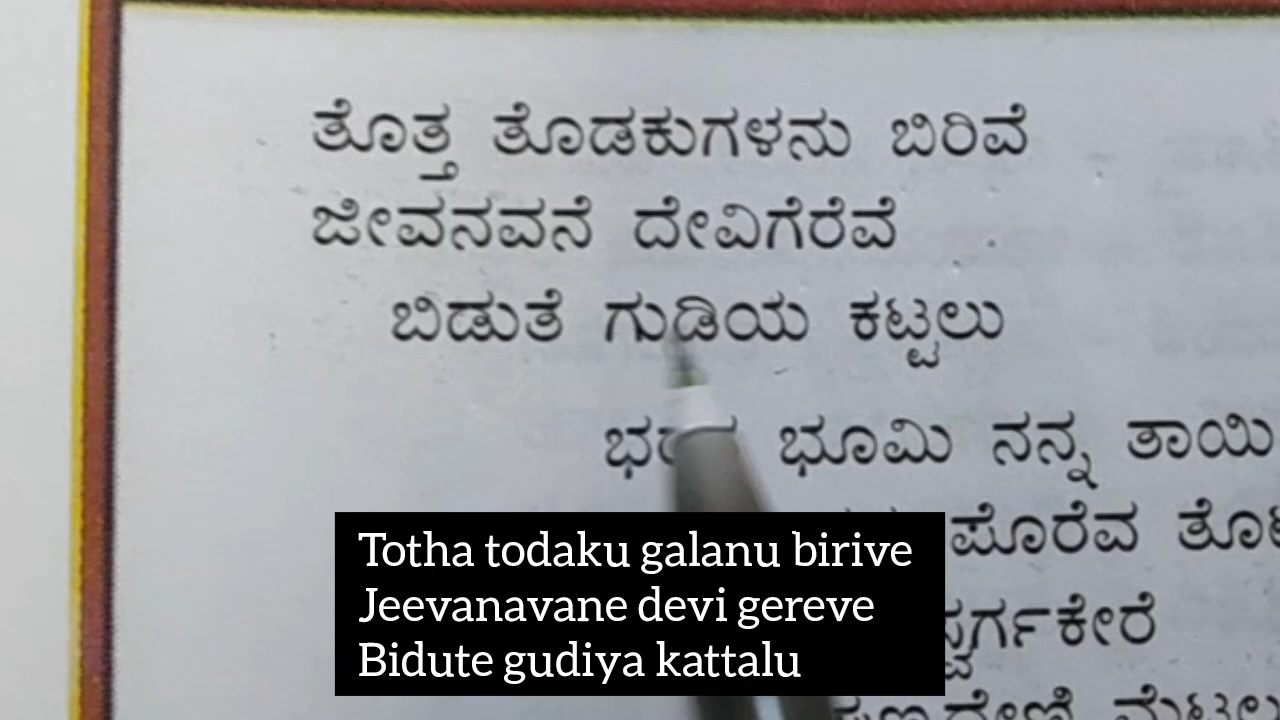 ತೊತ್ತ ತೊಡಕುಗಳನು ಬಿರಿವೆ
ಜೀವನವನೆ ದೇವಿಗೆರೆವೆ
ಬಿಡುತೆ ಗುಡಿಯ ಕಟ್ಟಲು
ಭೂಮಿ ನನ್ನ ತಾಯಿ
ಪೊರೆವ
Totha todaku galanu birive
Jeevanavane devi gereve
Bidute gudiya kattalu